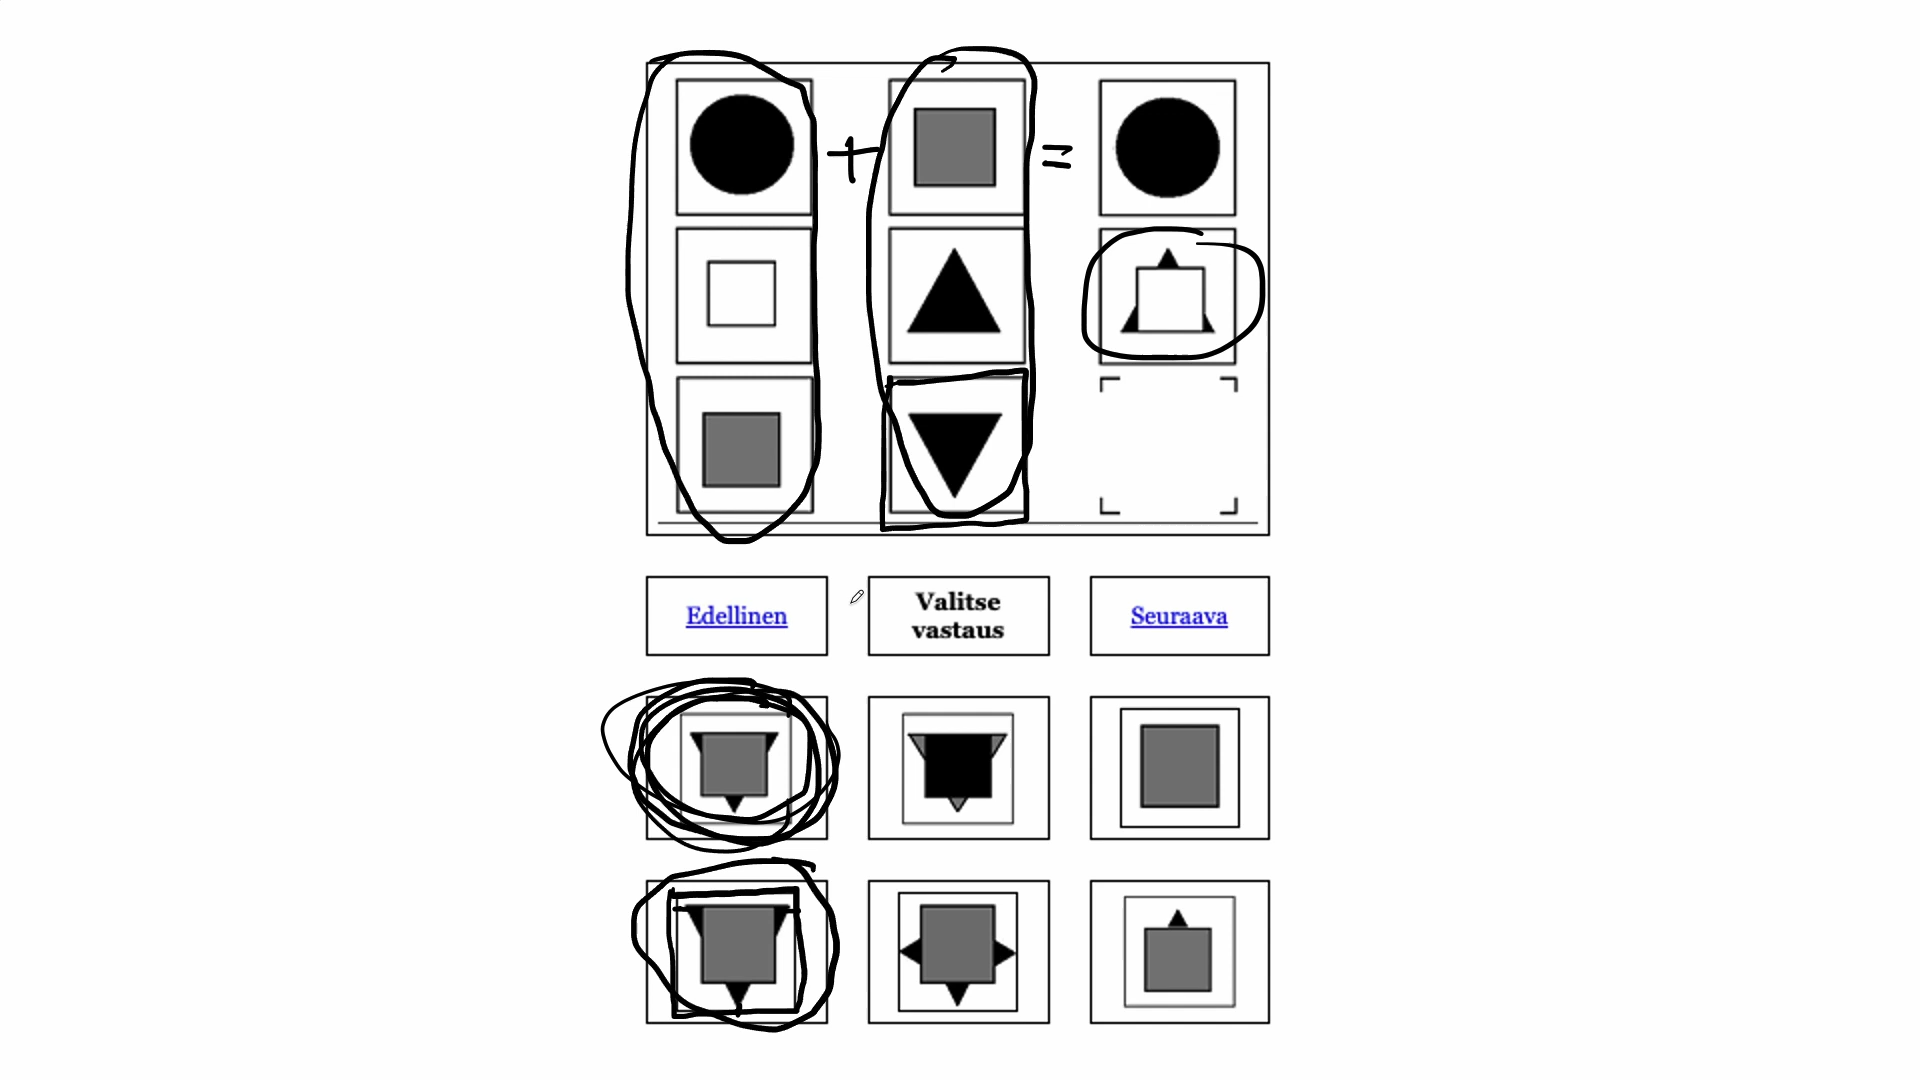 + =
Edellinen
Valitse
vastaus
Seuraava